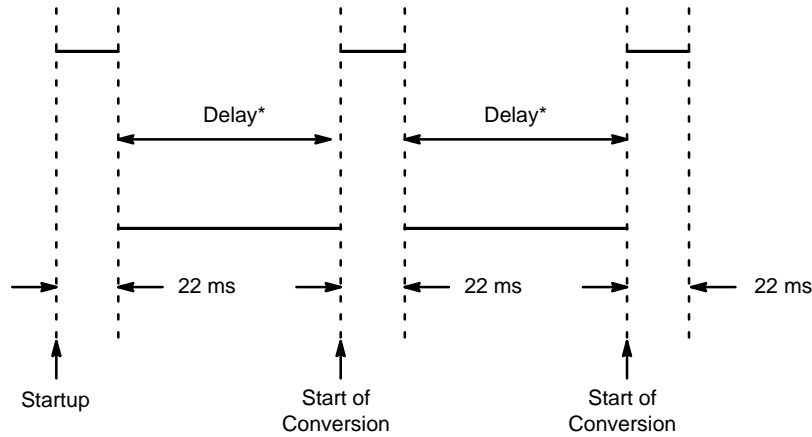 Delay*
Delay*
22 ms
22 ms
22 ms
Startup
Start of
Conversion
Start of
Conversion